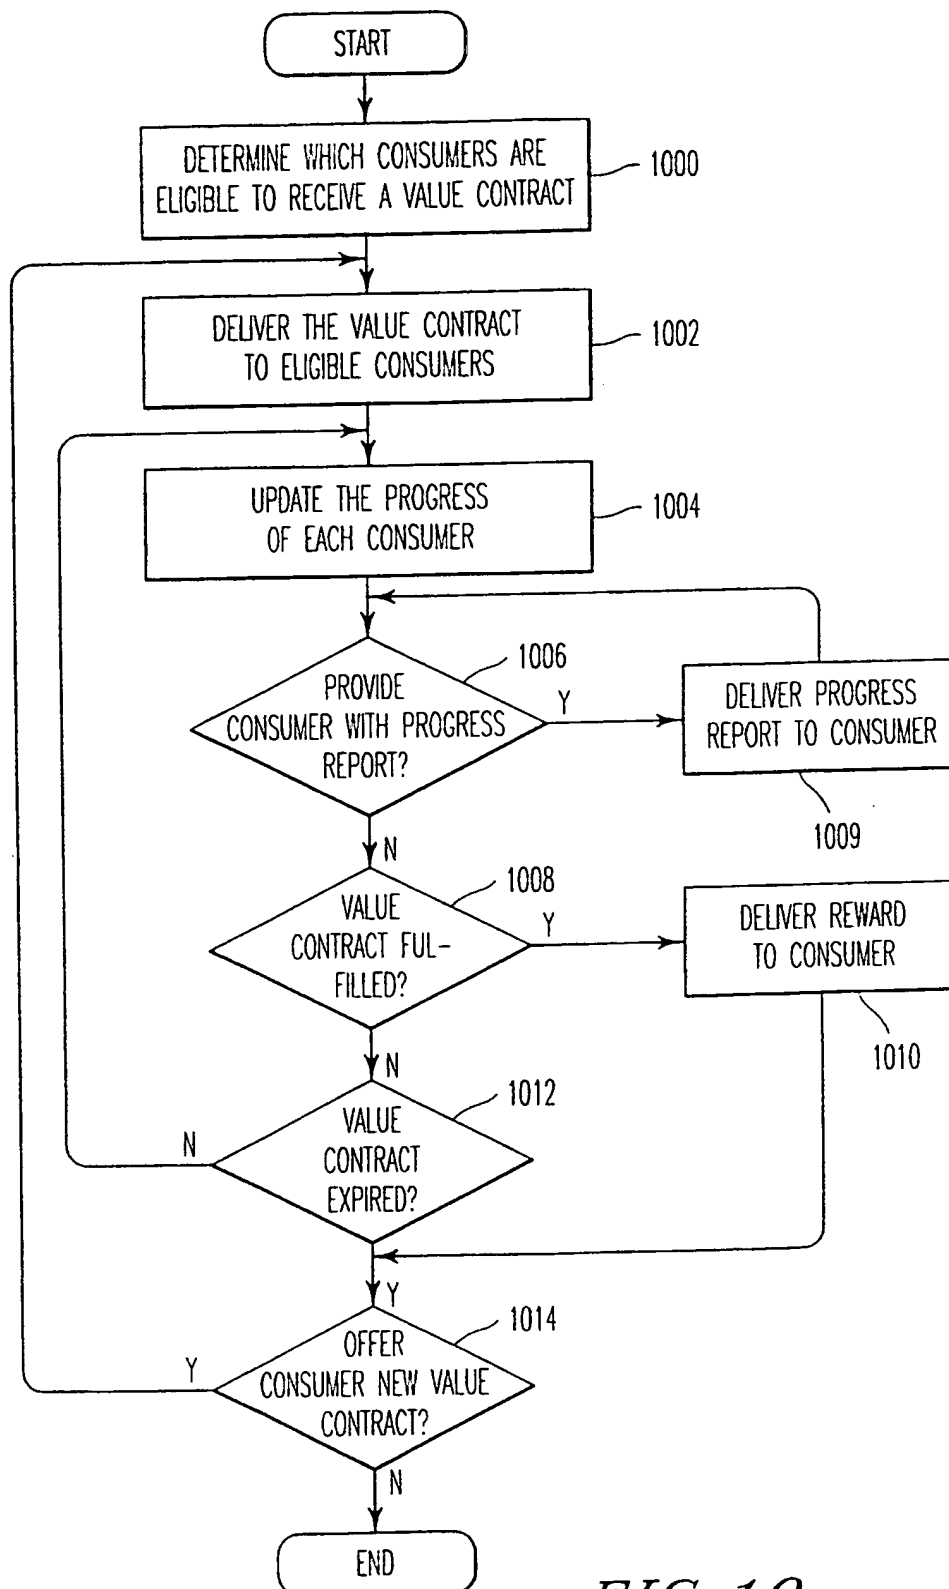 START
DETERMINE WHICH CONSUMERS ARE
ELIGIBLE TO RECEIVE A VALUE CONTRACT
1000
DELIVER THE VALUE CONTRACT
TO ELIGIBLE CONSUMERS
1002
UPDATE THE PROGRESS
OF EACH CONSUMER
1004
PROVIDE
CONSUMER WITH PROGRESS
REPORT?
1006
Y
DELIVER PROGRESS
REPORT TO CONSUMER
1009
N
VALUE
CONTRACT FUL-
FILLED?
1008
Y
DELIVER REWARD
TO CONSUMER
1010
N
VALUE
CONTRACT
EXPIRED?
1012
N
Y
OFFER
CONSUMER NEW VALUE
CONTRACT?
1014
Y
N
END